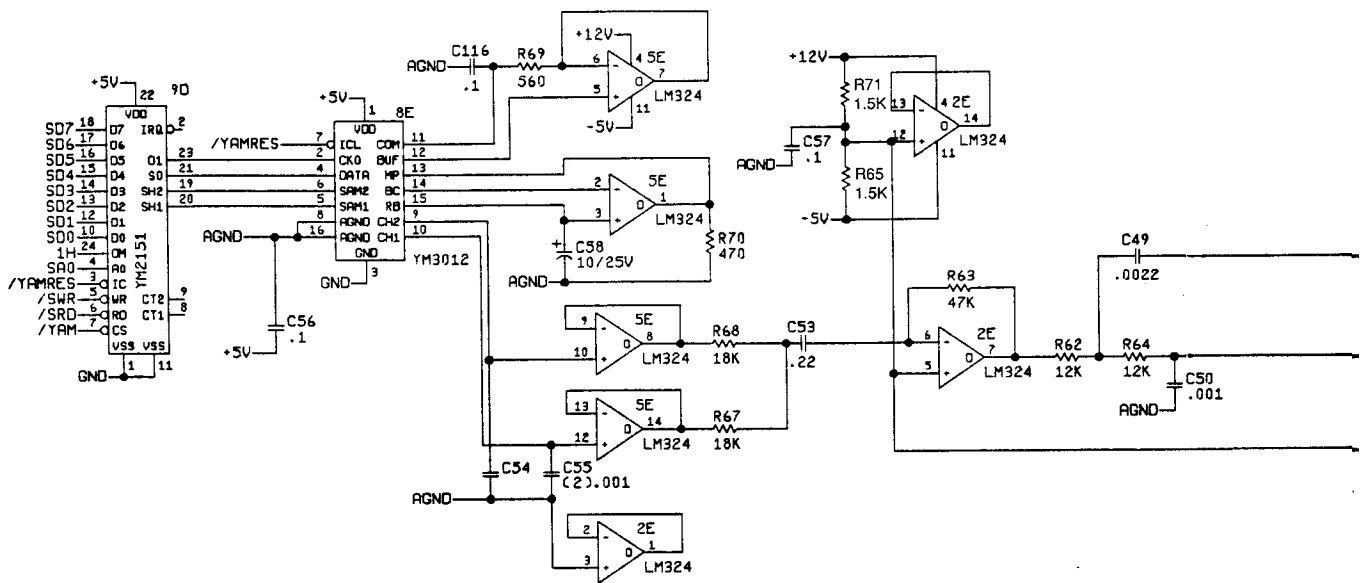 +5V
22
9D
VDD
SD7 18 D7
SD6 17 D6
SD5 16 D5
SD4 15 D4
SD3 14 D3
SD2 13 D2
SD1 12 D1
SD0 10 D0
1H 24 OM
SA0 4 A0
/YAMRES 3 IC
/SWR 5 WR
/SRD 6 RD
/YAM 7 CS
IRQ 2
O1 23
SO 21
SH2 19
SH1 20
CT2 9
CT1 8
YM2151
VSS VSS
1 11
GND
+5V
1
8E
VDD
/YAMRES 7 ICL
2 CKO
4 DATA
6 SAM2
5 SAM1
8 AGND
16 AGND
COM 11
BUF 12
MP 13
BC 14
RB 15
CH2 9
CH1 10
GND
3
GND
YM3012
AGND
C56
.1
+5V
AGND
C116
.1
R69
560
+12V
4 5E
6 -
5 +
O
7
11
LM324
-5V
5E
2 -
3 +
O
1
LM324
+
C58
10/25V
AGND
R70
470
5E
9 -
10 +
O
8
LM324
R68
18K
5E
13 -
12 +
O
14
LM324
R67
18K
C53
.22
C54
C55
(2).001
AGND
2E
2 -
3 +
O
1
LM324
+12V
R71
1.5K
C57
.1
AGND
R65
1.5K
-5V
13 -
12 +
4 2E
O
14
11
LM324
R63
47K
6 -
5 +
2E
O
7
LM324
R62
12K
R64
12K
C49
.0022
C50
.001
AGND